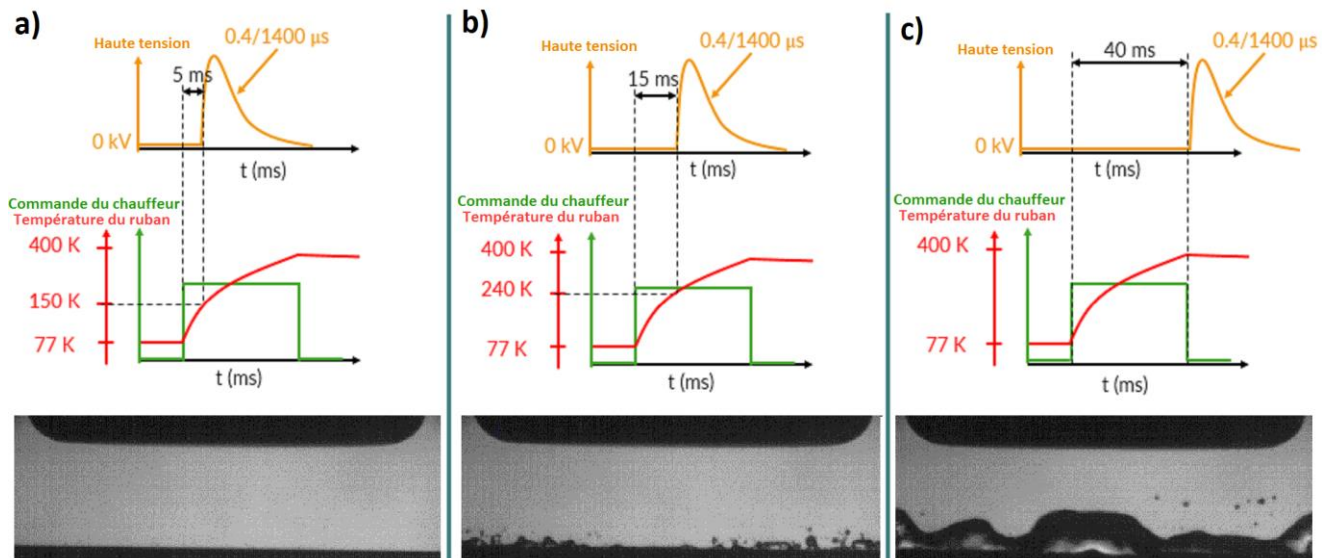 a)
Haute tension
0.4/1400 µs
5 ms
0 kV
t (ms)
Commande du chauffeur
Température du ruban
400 K
150 K
77 K
t (ms)
b)
Haute tension
0.4/1400 µs
15 ms
0 kV
t (ms)
Commande du chauffeur
Température du ruban
400 K
240 K
77 K
t (ms)
c)
Haute tension
40 ms
0.4/1400 µs
0 kV
t (ms)
Commande du chauffeur
Température du ruban
400 K
77 K
t (ms)